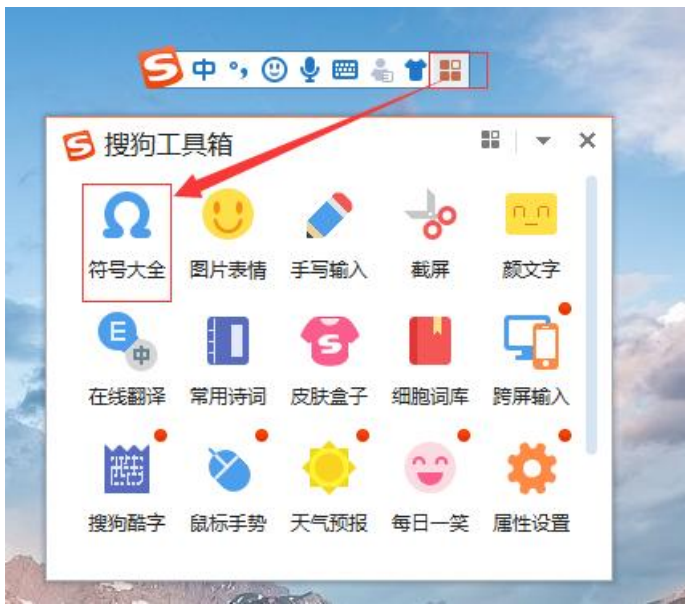 中
搜狗工具箱
符号大全 图片表情 手写输入 截屏 颜文字
E 中
在线翻译 常用诗词 皮肤盒子 细胞词库 跨屏输入
搜狗酷字 鼠标手势 天气预报 每日一笑 属性设置